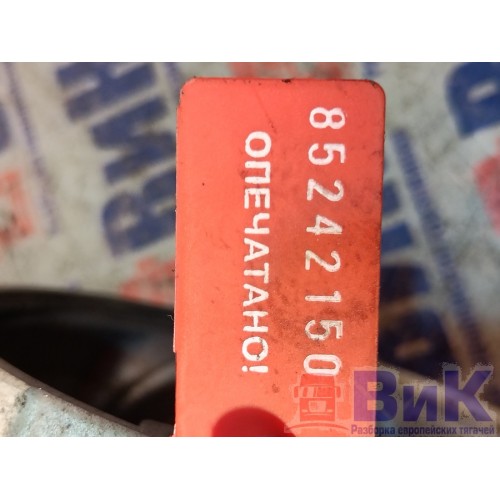 85242150
ОПЕЧАТАНО!
ВиК
Разборка европейских тягачей